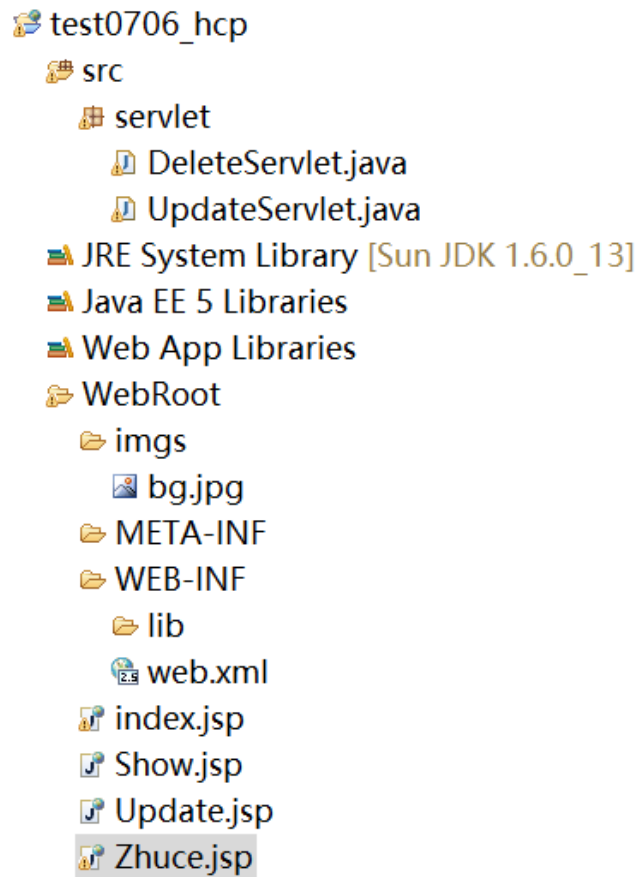 test0706_hcp
src
servlet
DeleteServlet.java
UpdateServlet.java
JRE System Library [Sun JDK 1.6.0_13]
Java EE 5 Libraries
Web App Libraries
WebRoot
imgs
bg.jpg
META-INF
WEB-INF
lib
web.xml
index.jsp
Show.jsp
Update.jsp
Zhuce.jsp